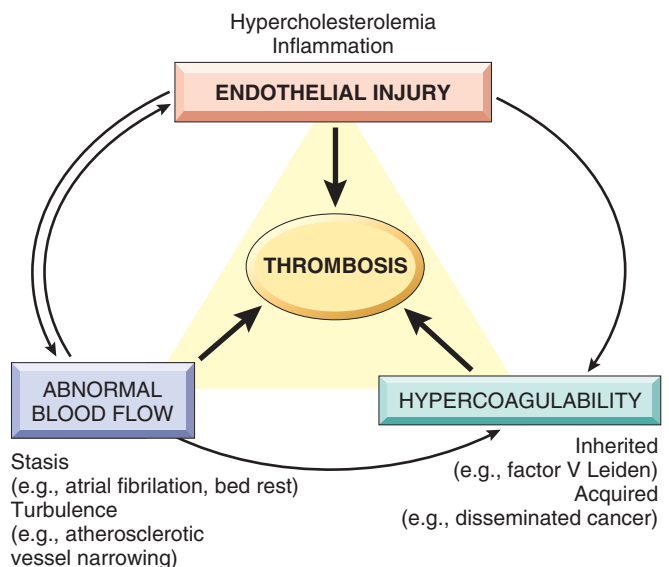 Hypercholesterolemia
Inflammation
ENDOTHELIAL INJURY
THROMBOSIS
ABNORMAL
BLOOD FLOW
HYPERCOAGULABILITY
Stasis
(e.g., atrial fibrilation, bed rest)
Turbulence
(e.g., atherosclerotic
vessel narrowing)
Inherited
(e.g., factor V Leiden)
Acquired
(e.g., disseminated cancer)